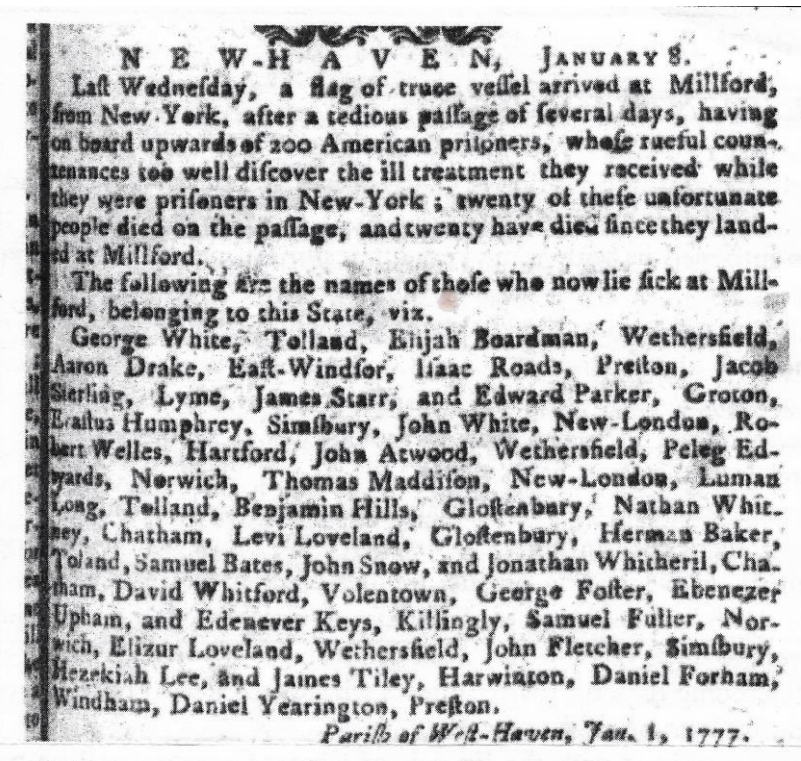 NEW-HAVEN, JANUARY 8.
Laſt Wedneſday, a flag of truce veſſel arrived at Millford,
from New-York, after a tedious paſſage of ſeveral days, having
on board upwards of 200 American priſoners, whoſe rueful coun-
tenances too well diſcover the ill treatment they received while
they were priſoners in New-York; twenty of theſe unfortunate
people died on the paſſage, and twenty have died ſince they land-
ed at Millford.
The following are the names of thoſe who now lie ſick at Mill-
ford, belonging to this State, viz.
George White, Tolland, Elijah Boardman, Wethersfield,
Aaron Drake, Eaſt-Windſor, Iſaac Roads, Preſton, Jacob
Sterling, Lyme, James Starr, and Edward Parker, Groton,
Eraſtus Humphrey, Simſbury, John White, New-London, Ro-
bert Welles, Hartford, John Atwood, Wethersfield, Peleg Ed-
wards, Norwich, Thomas Maddiſon, New-London, Luman
Long, Tolland, Benjamin Hills, Gloſtenbury, Nathan Whit-
ney, Chatham, Levi Loveland, Gloſtenbury, Herman Baker,
Toland, Samuel Bates, John Snow, and Jonathan Whitheril, Cha-
tham, David Whitford, Volentown, George Foſter, Ebenezer
Upham, and Edenever Keys, Killingly, Samuel Fuller, Nor-
wich, Elizur Loveland, Wethersfield, John Fletcher, Simſbury,
Hezekiah Lee, and James Tiley, Harwinton, Daniel Forham,
Windham, Daniel Yearington, Preſton.
Pariſh of Weſt-Haven, Jan. 1, 1777.